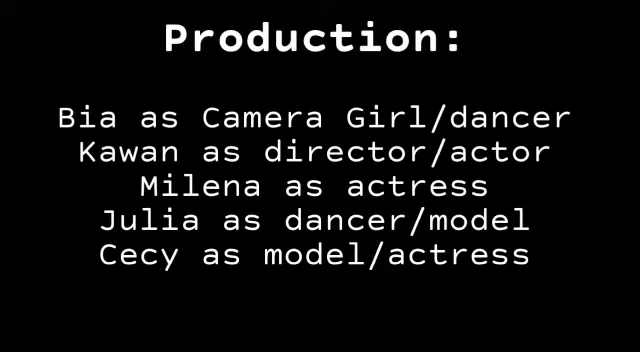 Production:
Bia as Camera Girl/dancer
Kawan as director/actor
Milena as actress
Julia as dancer/model
Cecy as model/actress